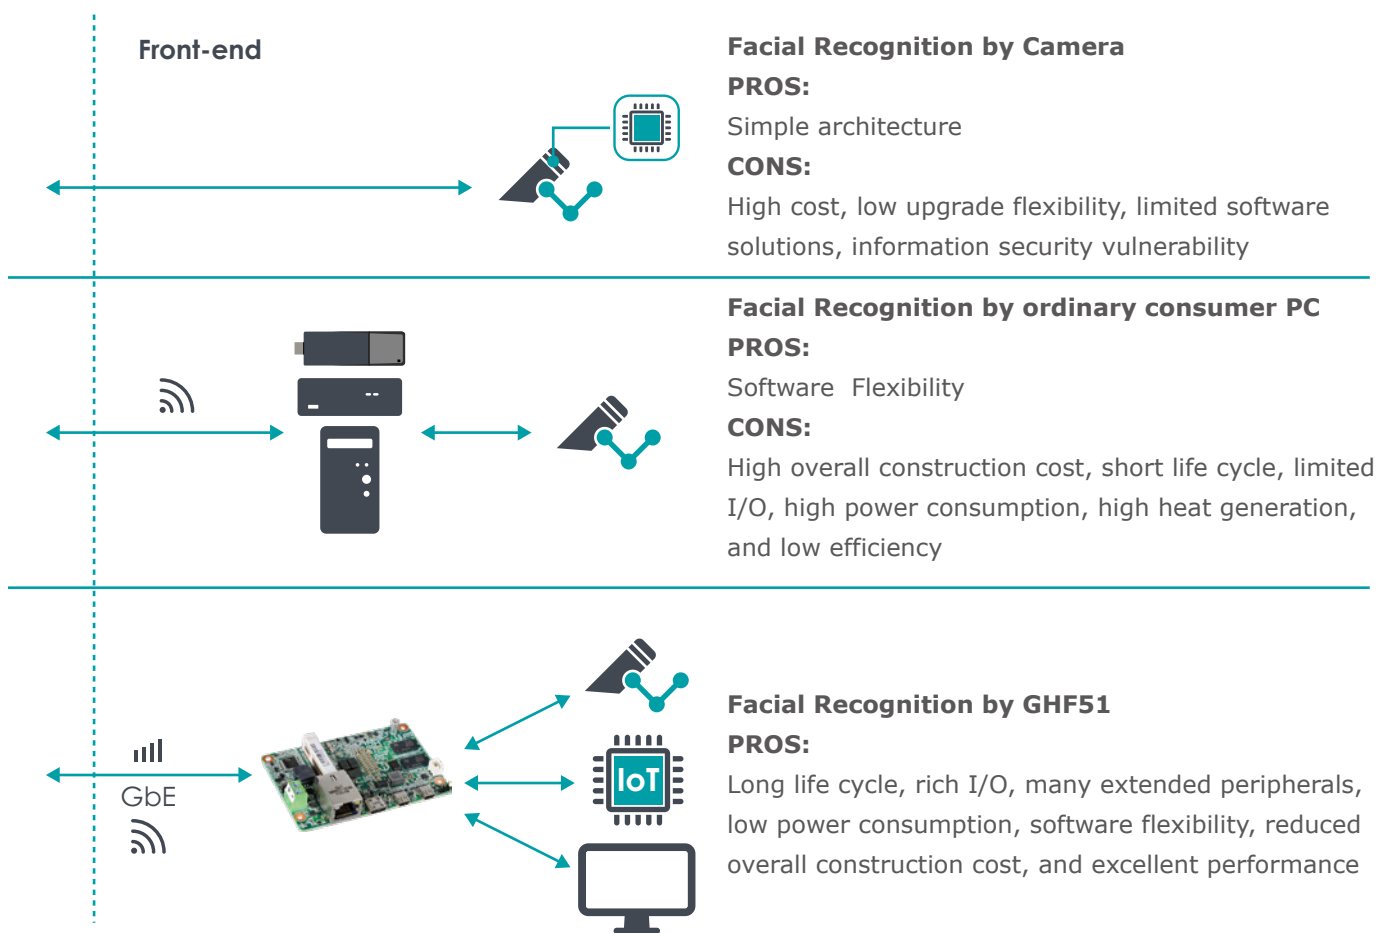 Front-end
Facial Recognition by Camera
PROS:
Simple architecture
CONS:
High cost, low upgrade flexibility, limited software
solutions, information security vulnerability
Facial Recognition by ordinary consumer PC
PROS:
Software  Flexibility
CONS:
High overall construction cost, short life cycle, limited
I/O, high power consumption, high heat generation,
and low efficiency
GbE
IoT
Facial Recognition by GHF51
PROS:
Long life cycle, rich I/O, many extended peripherals,
low power consumption, software flexibility, reduced
overall construction cost, and excellent performance